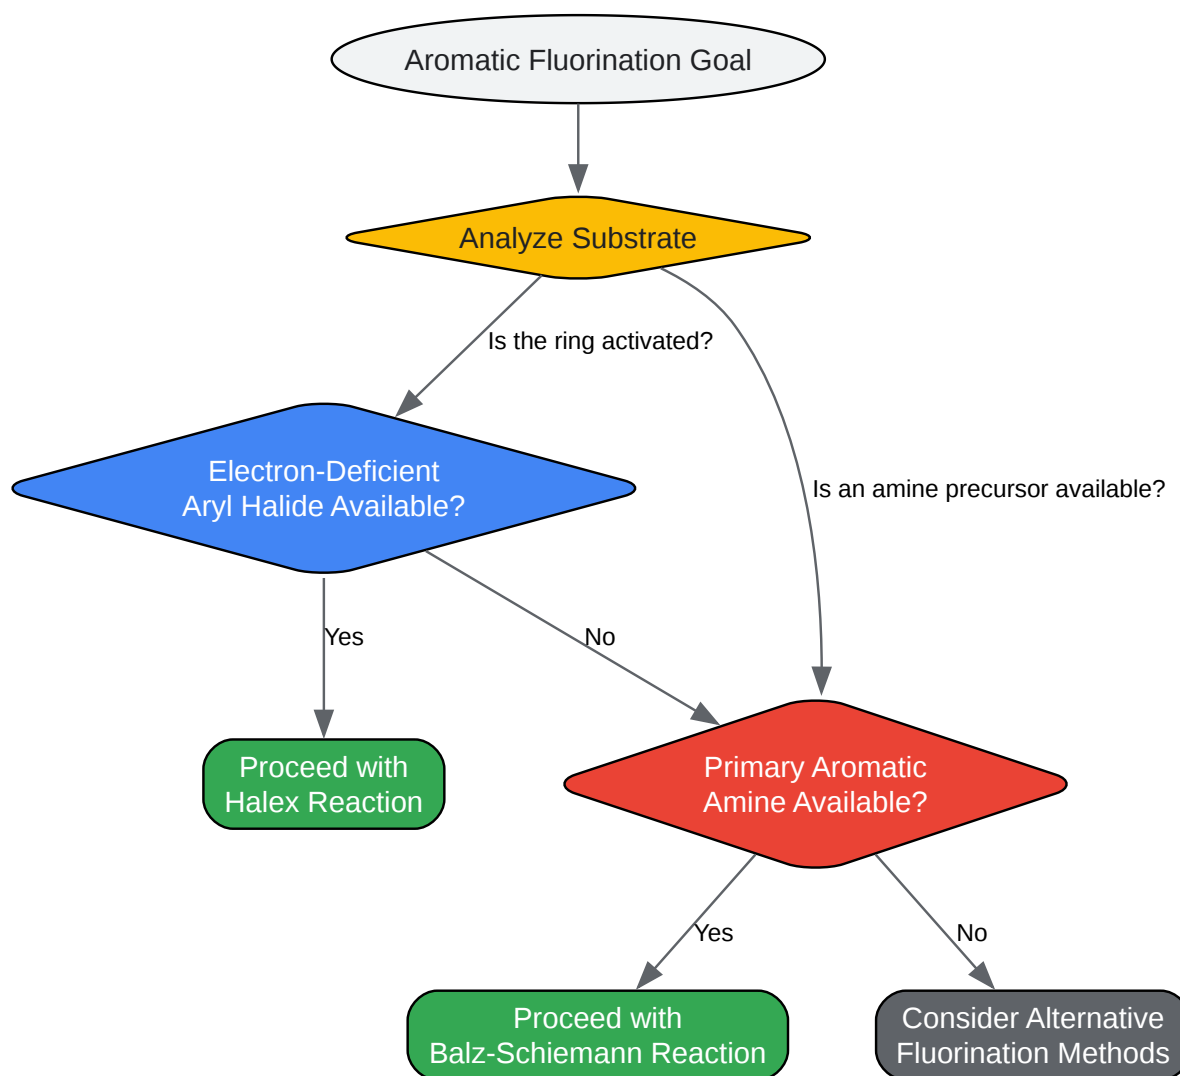 Aromatic Fluorination Goal
Analyze Substrate
Is the ring activated?
Electron-Deficient
Aryl Halide Available?
Is an amine precursor available?
Yes
No
Proceed with
Halex Reaction
Primary Aromatic
Amine Available?
Yes
No
Proceed with
Balz-Schiemann Reaction
Consider Alternative
Fluorination Methods